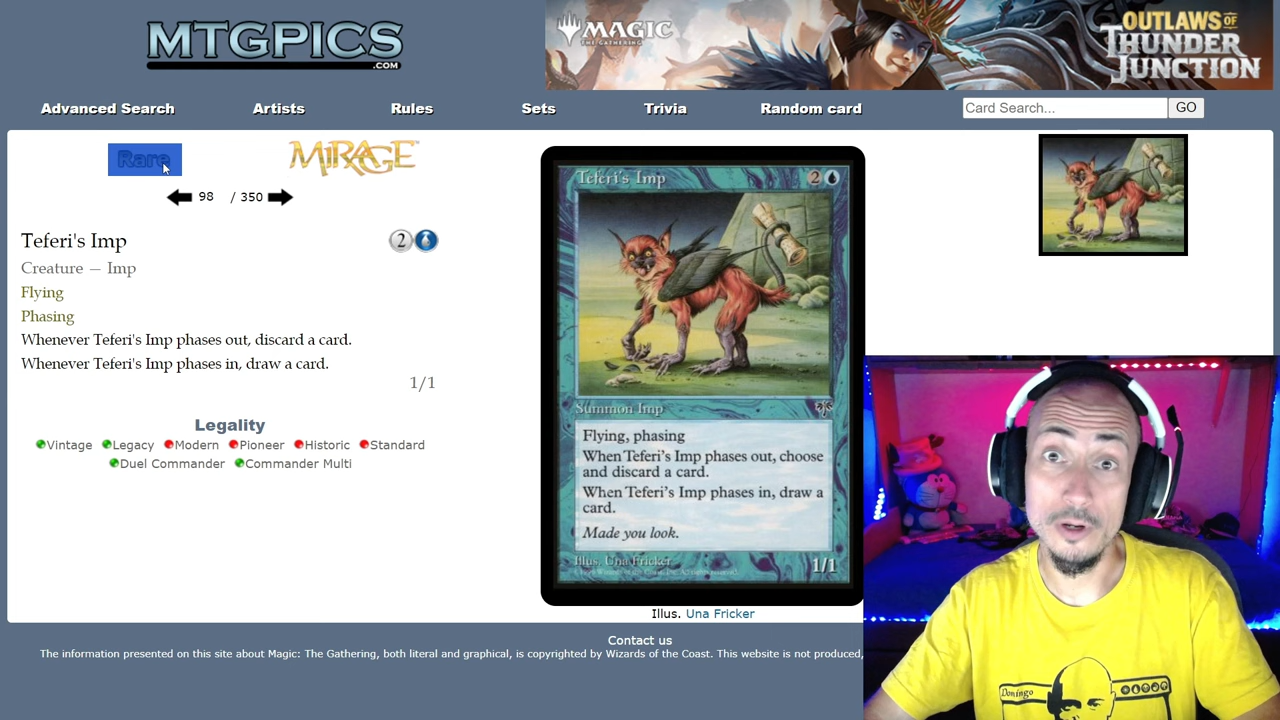 MTGPICS
.COM
MAGIC
THE GATHERING
OUTLAWS OF
THUNDER
JUNCTION
Advanced Search
Artists
Rules
Sets
Trivia
Random card
Card Search...
GO
Rare
MIRAGE
98 / 350
Teferi's Imp
2
Creature — Imp
Flying
Phasing
Whenever Teferi's Imp phases out, discard a card.
Whenever Teferi's Imp phases in, draw a card.
1/1
Legality
Vintage Legacy Modern Pioneer Historic Standard
Duel Commander Commander Multi
Teferi's Imp 2
Summon Imp
Flying, phasing
When Teferi's Imp phases out, choose
and discard a card.
When Teferi's Imp phases in, draw a
card.
Made you look.
Illus. Una Fricker
1/1
Illus. Una Fricker
Contact us
The information presented on this site about Magic: The Gathering, both literal and graphical, is copyrighted by Wizards of the Coast. This website is not produced,
Domingo